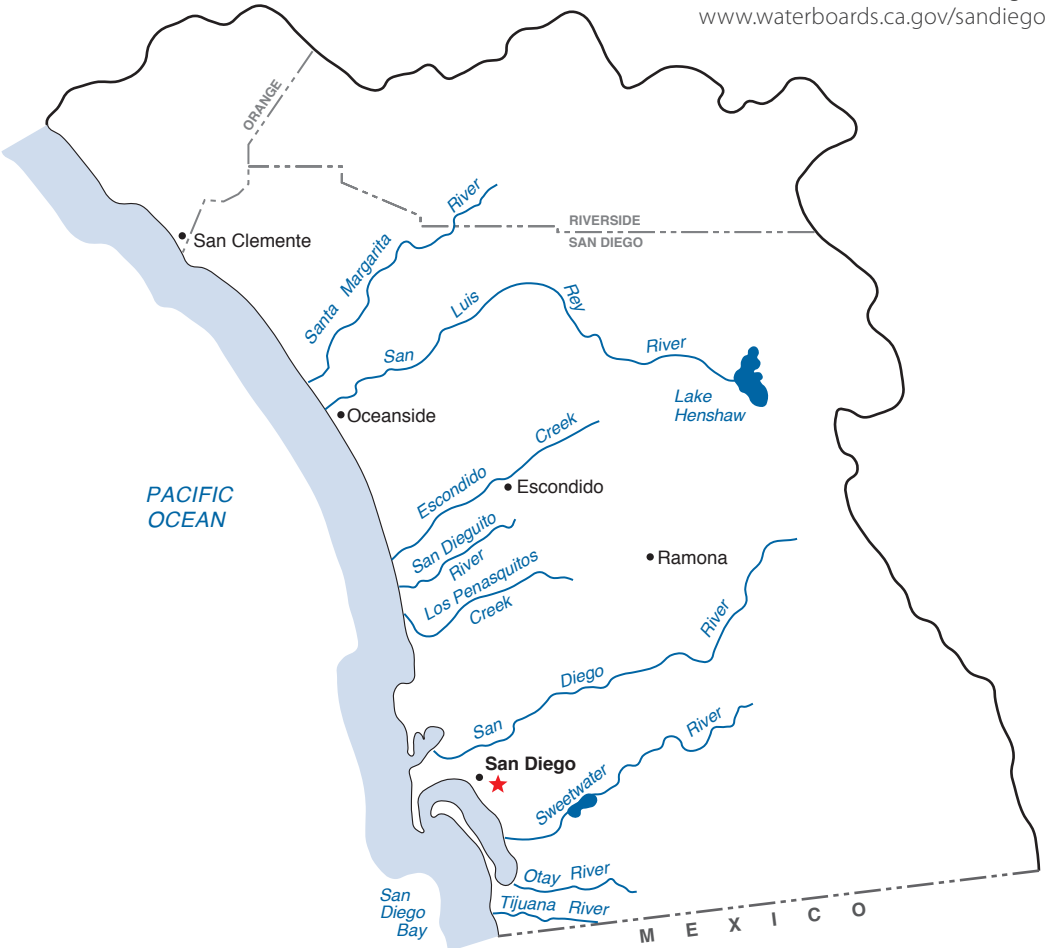 www.waterboards.ca.gov/sandiego
ORANGE
RIVERSIDE
SAN DIEGO
San Clemente
Santa Margarita River
San Luis Rey River
Lake
Henshaw
Oceanside
PACIFIC
OCEAN
Escondido Creek
Escondido
San Dieguito
River
Los Penasquitos
Creek
Ramona
San Diego River
San Diego
Sweetwater River
Otay River
San
Diego
Bay
Tijuana River
MEXICO